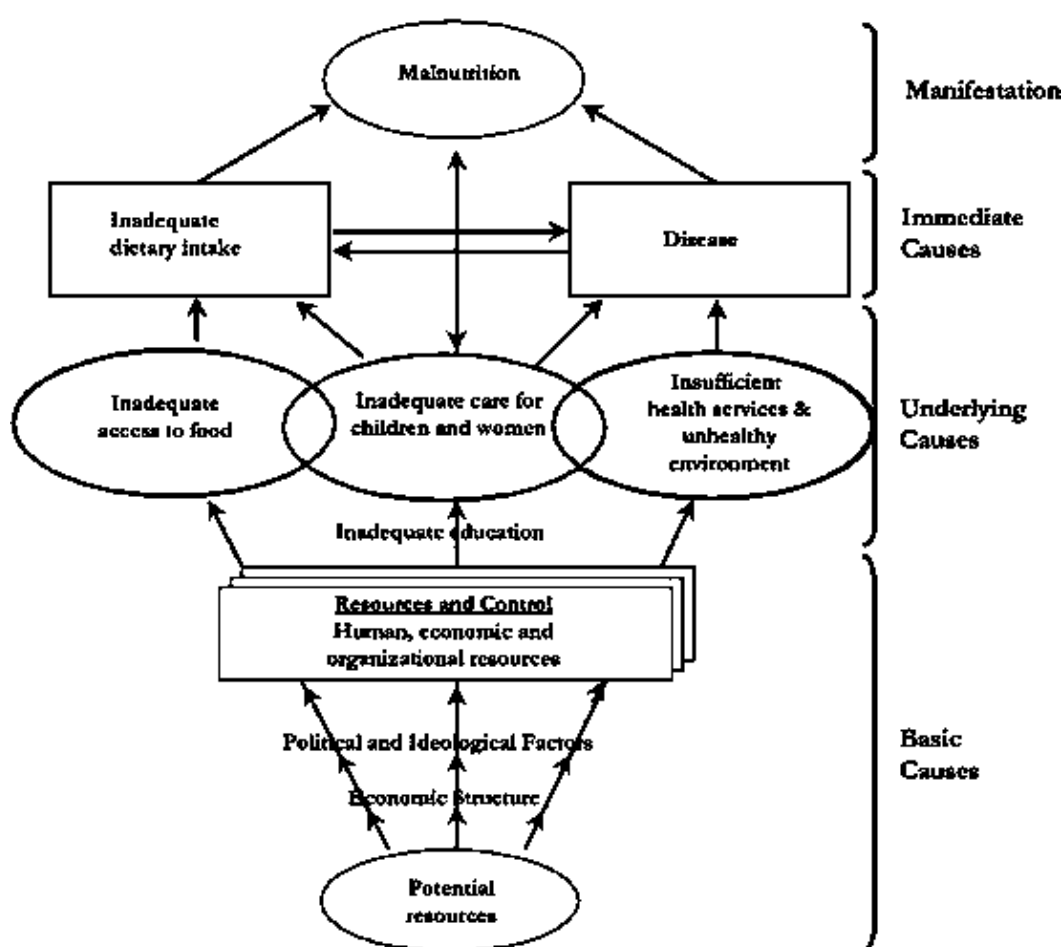 Malnutrition
Manifestation
Inadequate
dietary intake
Disease
Immediate
Causes
Inadequate
access to food
Inadequate care for
children and women
Insufficient
health services &
unhealthy
environment
Underlying
Causes
Inadequate education
Resources and Control
Human, economic and
organizational resources
Political and Ideological Factors
Economic Structure
Basic
Causes
Potential
resources